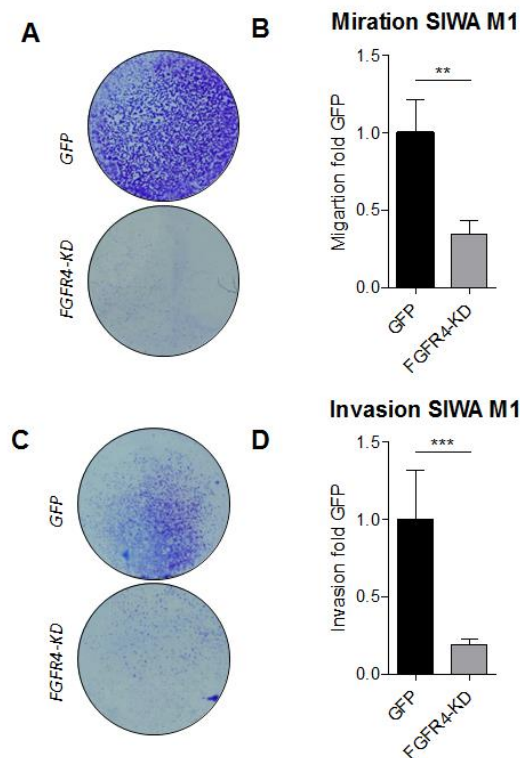 A
GFP
FGFR4-KD
B
Miration SIWA M1
Migartion fold GFP
1.5
1.0
0.5
0.0
**
GFP
FGFR4-KD
C
GFP
FGFR4-KD
D
Invasion SIWA M1
Invasion fold GFP
1.5
1.0
0.5
0.0
***
GFP
FGFR4-KD